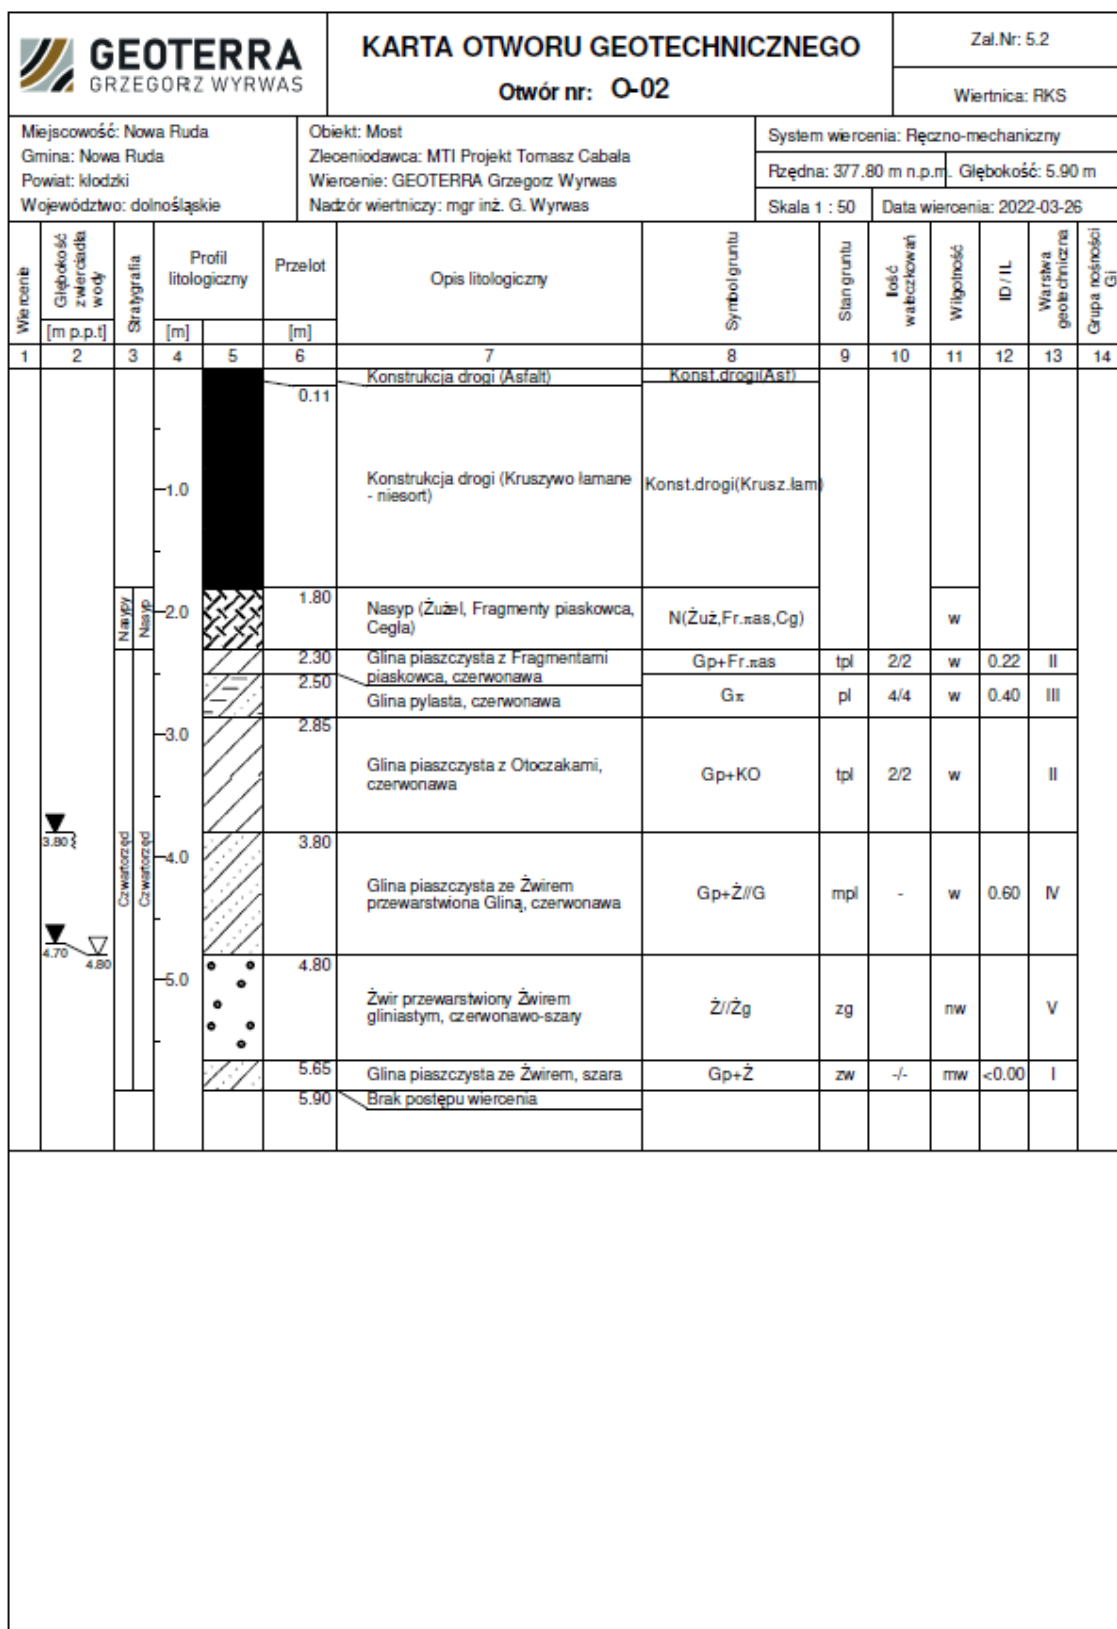 GEOTERRA
GRZEGORZ WYRWAS
KARTA OTWORU GEOTECHNICZNEGO
Otwór nr: O-02
Zał.Nr: 5.2
Wiertnica: RKS
Miejscowość: Nowa Ruda
Gmina: Nowa Ruda
Powiat: kłodzki
Województwo: dolnośląskie
Obiekt: Most
Zleceniodawca: MTI Projekt Tomasz Cabała
Wiercenie: GEOTERRA Grzegorz Wyrwas
Nadzór wiertniczy: mgr inż. G. Wyrwas
System wiercenia: Ręczno-mechaniczny
Rzędna: 377.80 m n.p.m. Głębokość: 5.90 m
Skala 1 : 50 Data wiercenia: 2022-03-26
Wiercenie
Głębokość zwierciadła wody
[m p.p.t]
Stratygrafia
Profil litologiczny
[m]
Przelot
[m]
Opis litologiczny
Symbol gruntu
Stan gruntu
Ilość wałeczkowań
Wilgotność
ID / IL
Warstwa geotechniczna
Grupa nośności Gi
1 2 3 4 5 6 7 8 9 10 11 12 13 14
Konstrukcja drogi (Asfalt) Konst.drogi(Asf)
0.11
Konstrukcja drogi (Kruszywo łamane
- niesort)
Konst.drogi(Krusz.łam)
1.0
1.80
Nasypy
Nasyp
2.0
Nasyp (Żużel, Fragmenty piaskowca,
Cegła)
N(Żuż,Fr.πas,Cg) w
2.30
Glina piaszczysta z Fragmentami
piaskowca, czerwonawa
Gp+Fr.πas tpl 2/2 w 0.22 II
2.50
Glina pylasta, czerwonawa Gπ pl 4/4 w 0.40 III
2.85
3.0
Glina piaszczysta z Otoczakami,
czerwonawa
Gp+KO tpl 2/2 w II
3.80
3.80
Czwartorzęd
Czwartorzęd
4.0
Glina piaszczysta ze Żwirem
przewarstwiona Gliną, czerwonawa
Gp+Ż//G mpl - w 0.60 IV
4.70
4.80
4.80
5.0
Żwir przewarstwiony Żwirem
gliniastym, czerwonawo-szary
Ż//Żg zg nw V
5.65
Glina piaszczysta ze Żwirem, szara Gp+Ż zw -/- mw <0.00 I
5.90
Brak postępu wiercenia